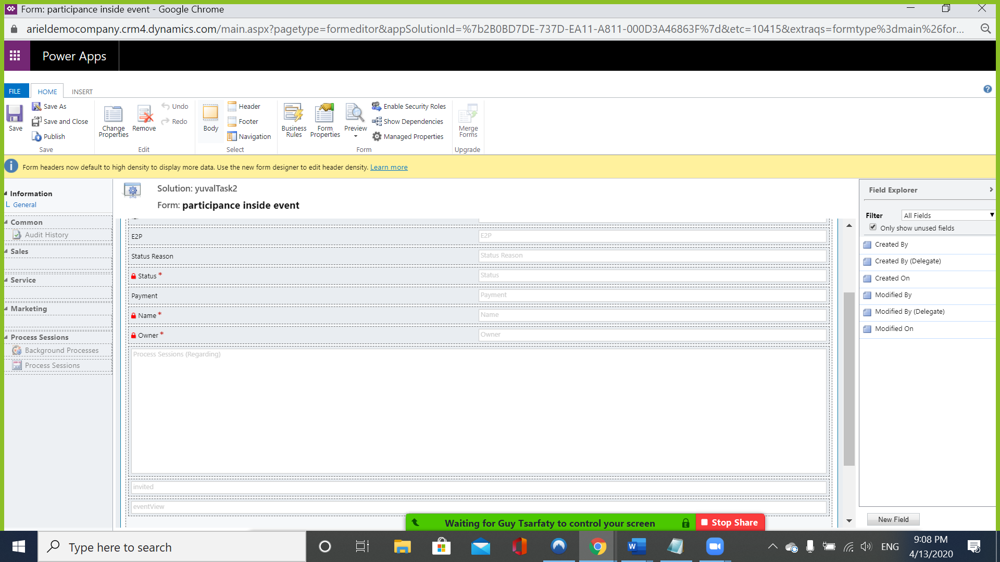 Form: participance inside event - Google Chrome
arieldemocompany.crm4.dynamics.com/main.aspx?pagetype=formeditor&appSolutionId=%7b2B0BD7DE-737D-EA11-A811-000D3A46863F%7d&etc=10415&extraqs=formtype%3dmain%26for...
Power Apps
FILE HOME INSERT
Save
Save As
Save and Close
Publish
Save
Change Properties
Remove
Undo
Redo
Edit
Body
Header
Footer
Navigation
Select
Business Rules
Form Properties
Preview
Enable Security Roles
Show Dependencies
Managed Properties
Form
Merge Forms
Upgrade
Form headers now default to high density to display more data. Use the new form designer to edit header density. Learn more
Information
General
Common
Audit History
Sales
Service
Marketing
Process Sessions
Background Processes
Process Sessions
Solution: yuvalTask2
Form: participance inside event
E2P E2P
Status Reason Status Reason
Status * Status
Payment Payment
Name * Name
Owner * Owner
Process Sessions (Regarding)
invited
eventView
Field Explorer
Filter All Fields
Only show unused fields
Created By
Created By (Delegate)
Created On
Modified By
Modified By (Delegate)
Modified On
New Field
Waiting for Guy Tsarfaty to control your screen
Stop Share
Type here to search
ENG
9:08 PM
4/13/2020